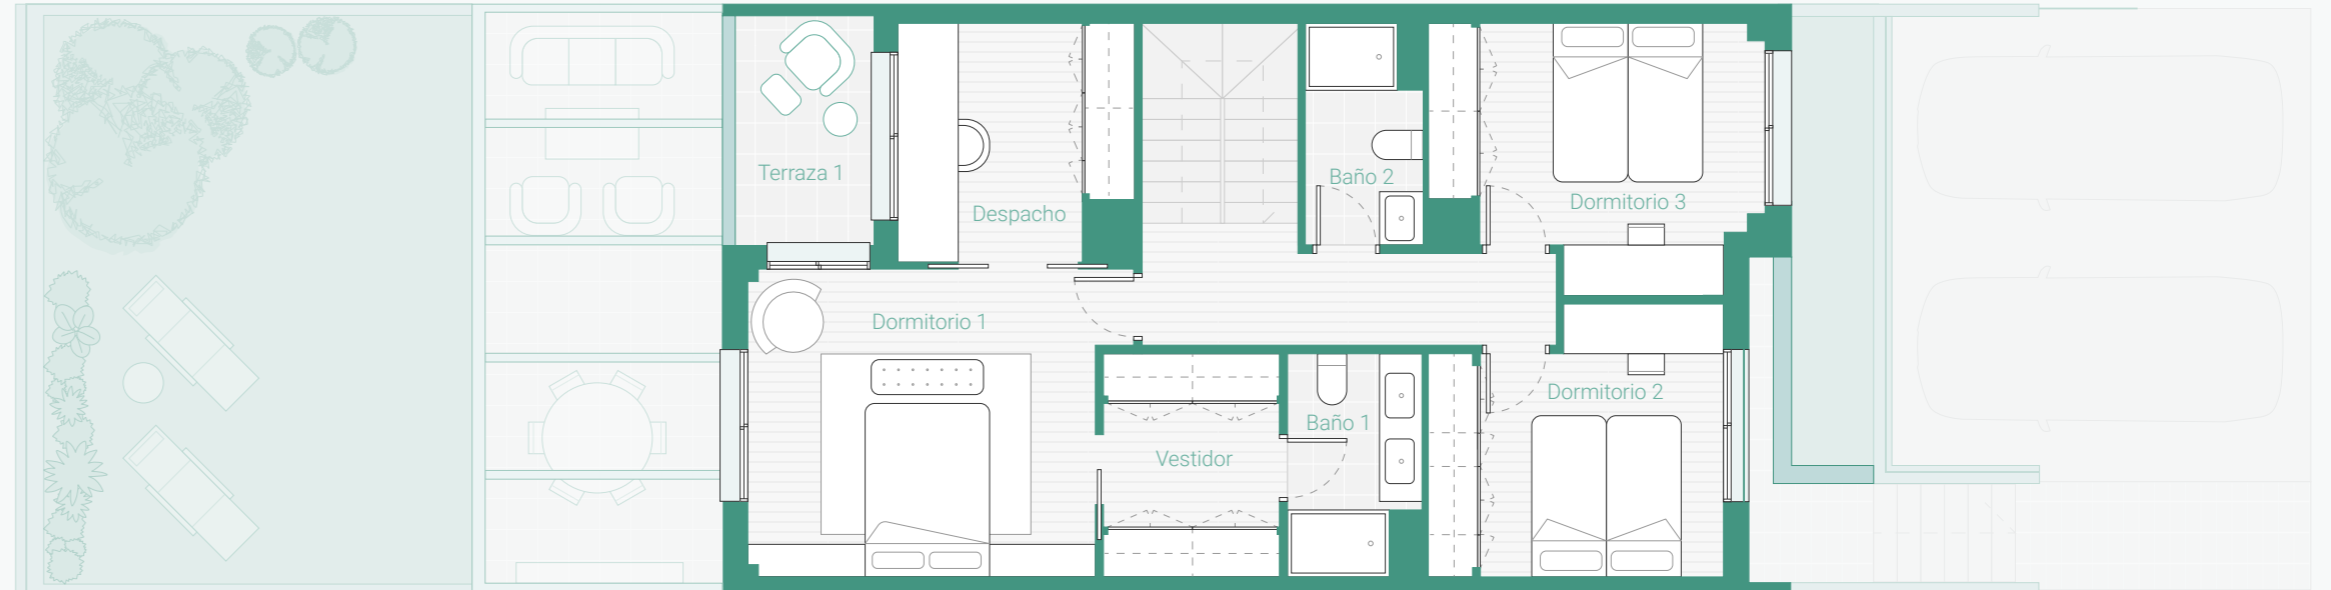 Terraza 1
Baño 2
Dormitorio 3
Despacho
Dormitorio 1
Dormitorio 2
Baño 1
Vestidor